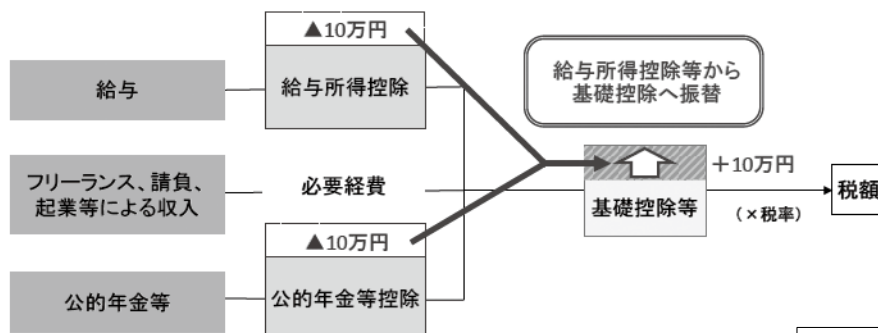 ▲10万円
給与
給与所得控除
給与所得控除等から
基礎控除へ振替
フリーランス、請負、
起業等による収入
必要経費
＋10万円
基礎控除等
（×税率）
税額
▲10万円
公的年金等
公的年金等控除